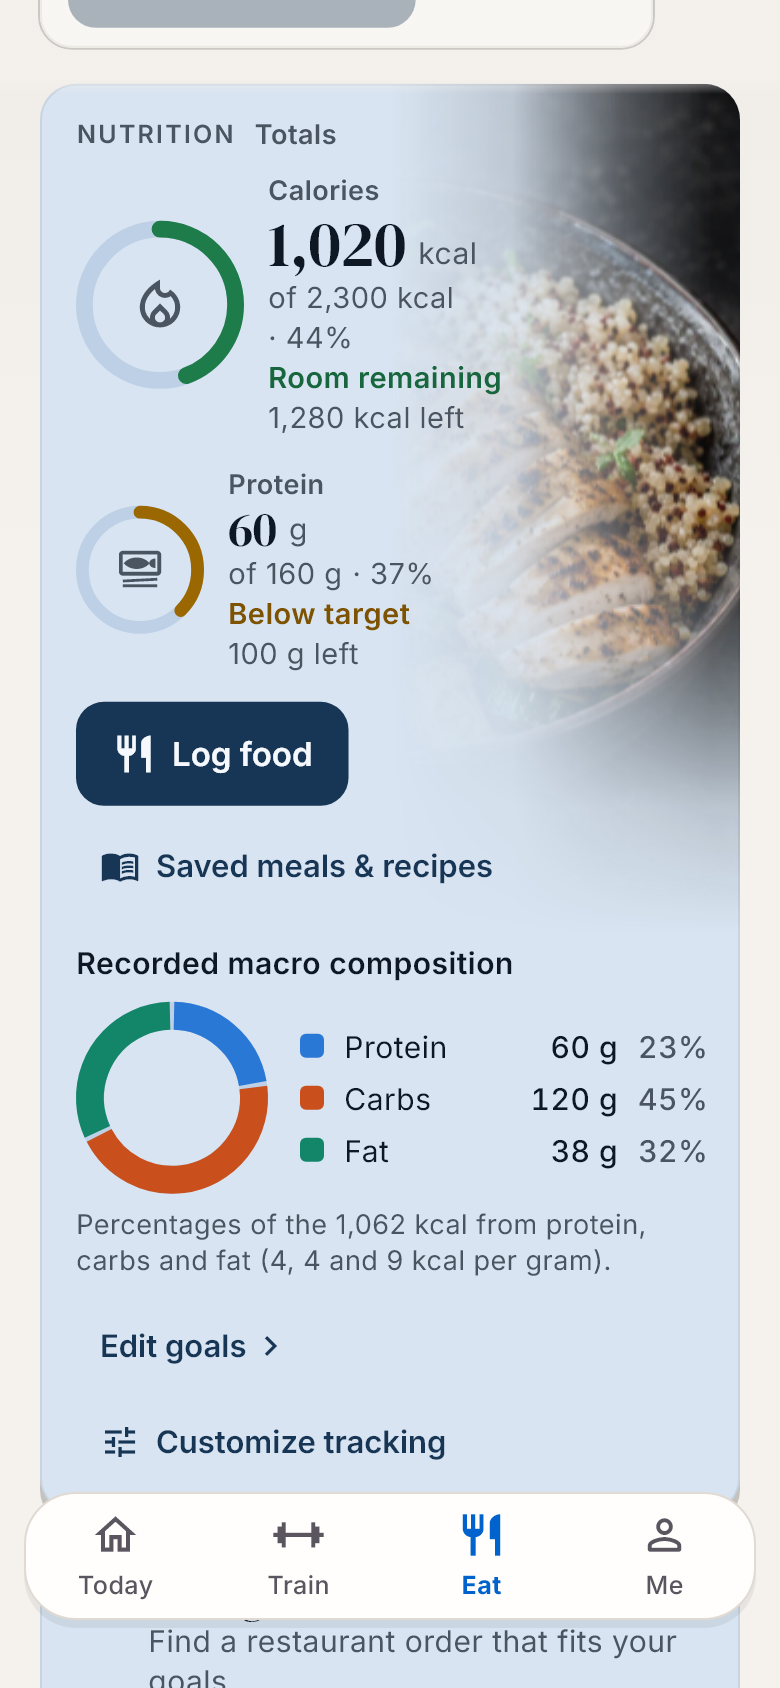 NUTRITION Totals
Calories
1,020 kcal
of 2,300 kcal
· 44%
Room remaining
1,280 kcal left
Protein
60 g
of 160 g · 37%
Below target
100 g left
Log food
Saved meals & recipes
Recorded macro composition
Protein 60 g 23%
Carbs 120 g 45%
Fat 38 g 32%
Percentages of the 1,062 kcal from protein,
carbs and fat (4, 4 and 9 kcal per gram).
Edit goals
Customize tracking
Today Train Eat Me
Find a restaurant order that fits your
goals